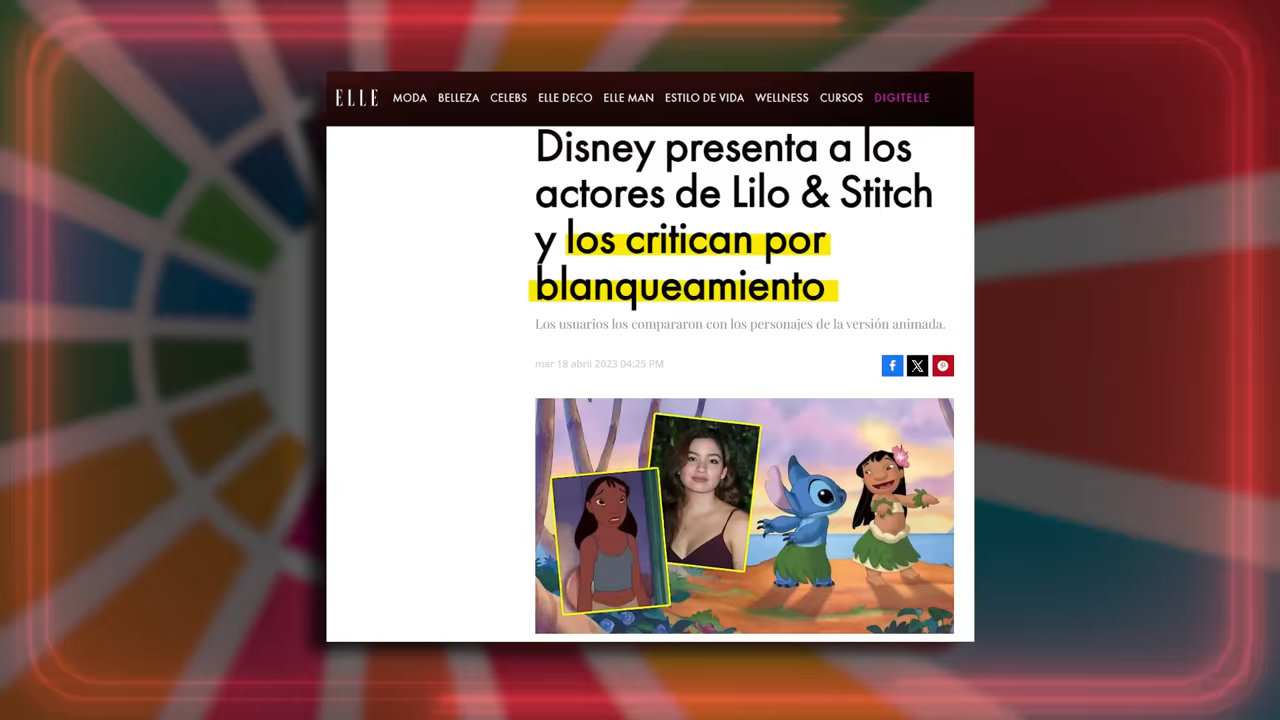 ELLE MODA BELLEZA CELEBS ELLE DECO ELLE MAN ESTILO DE VIDA WELLNESS CURSOS DIGITELLE
Disney presenta a los
actores de Lilo & Stitch
y los critican por
blanqueamiento
Los usuarios los compararon con los personajes de la versión animada.
mar 18 abril 2023 04:25 PM